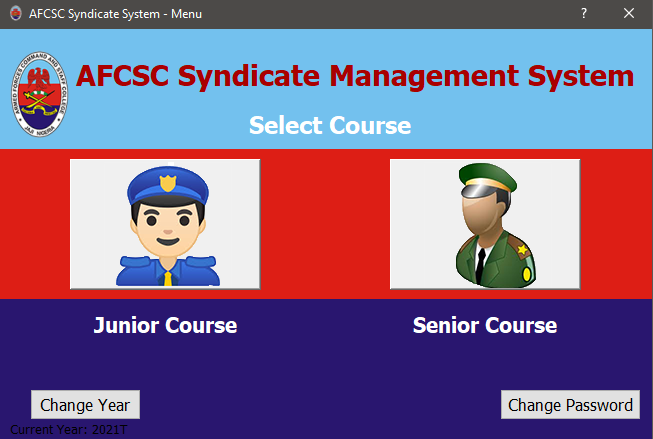 AFCSC Syndicate System - Menu
AFCSC Syndicate Management System
Select Course
ARMED FORCES COMMAND AND STAFF COLLEGE
JAJI NIGERIA
Junior Course
Senior Course
Change Year
Change Password
Current Year: 2021T